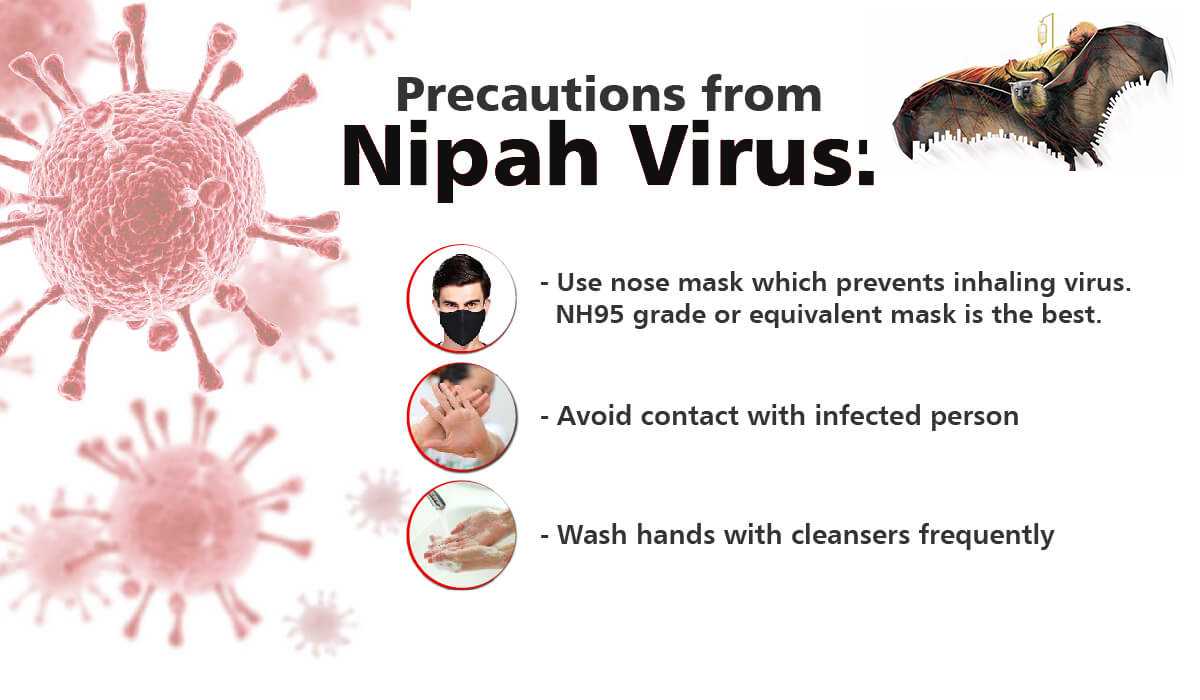 Precautions from
Nipah Virus:
- Use nose mask which prevents inhaling virus.
NH95 grade or equivalent mask is the best.
- Avoid contact with infected person
- Wash hands with cleansers frequently